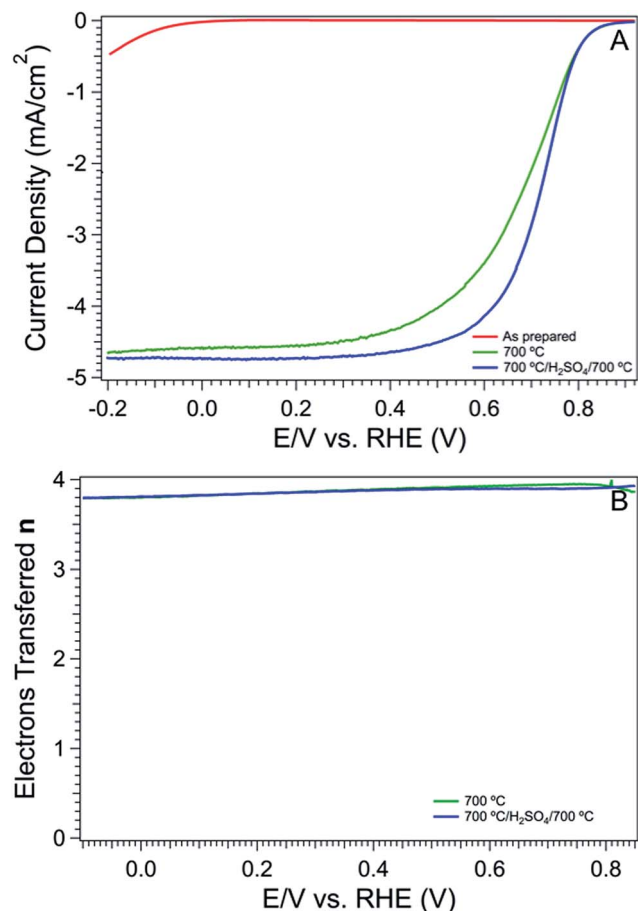 A
0
-1
-2
-3
-4
-5
Current Density (mA/cm²)
As prepared
700 ºC
700 ºC/H₂SO₄/700 ºC
-0.2 0.0 0.2 0.4 0.6 0.8
E/V vs. RHE (V)
B
4
3
2
1
0
Electrons Transferred n
700 ºC
700 ºC/H₂SO₄/700 ºC
0.0 0.2 0.4 0.6 0.8
E/V vs. RHE (V)